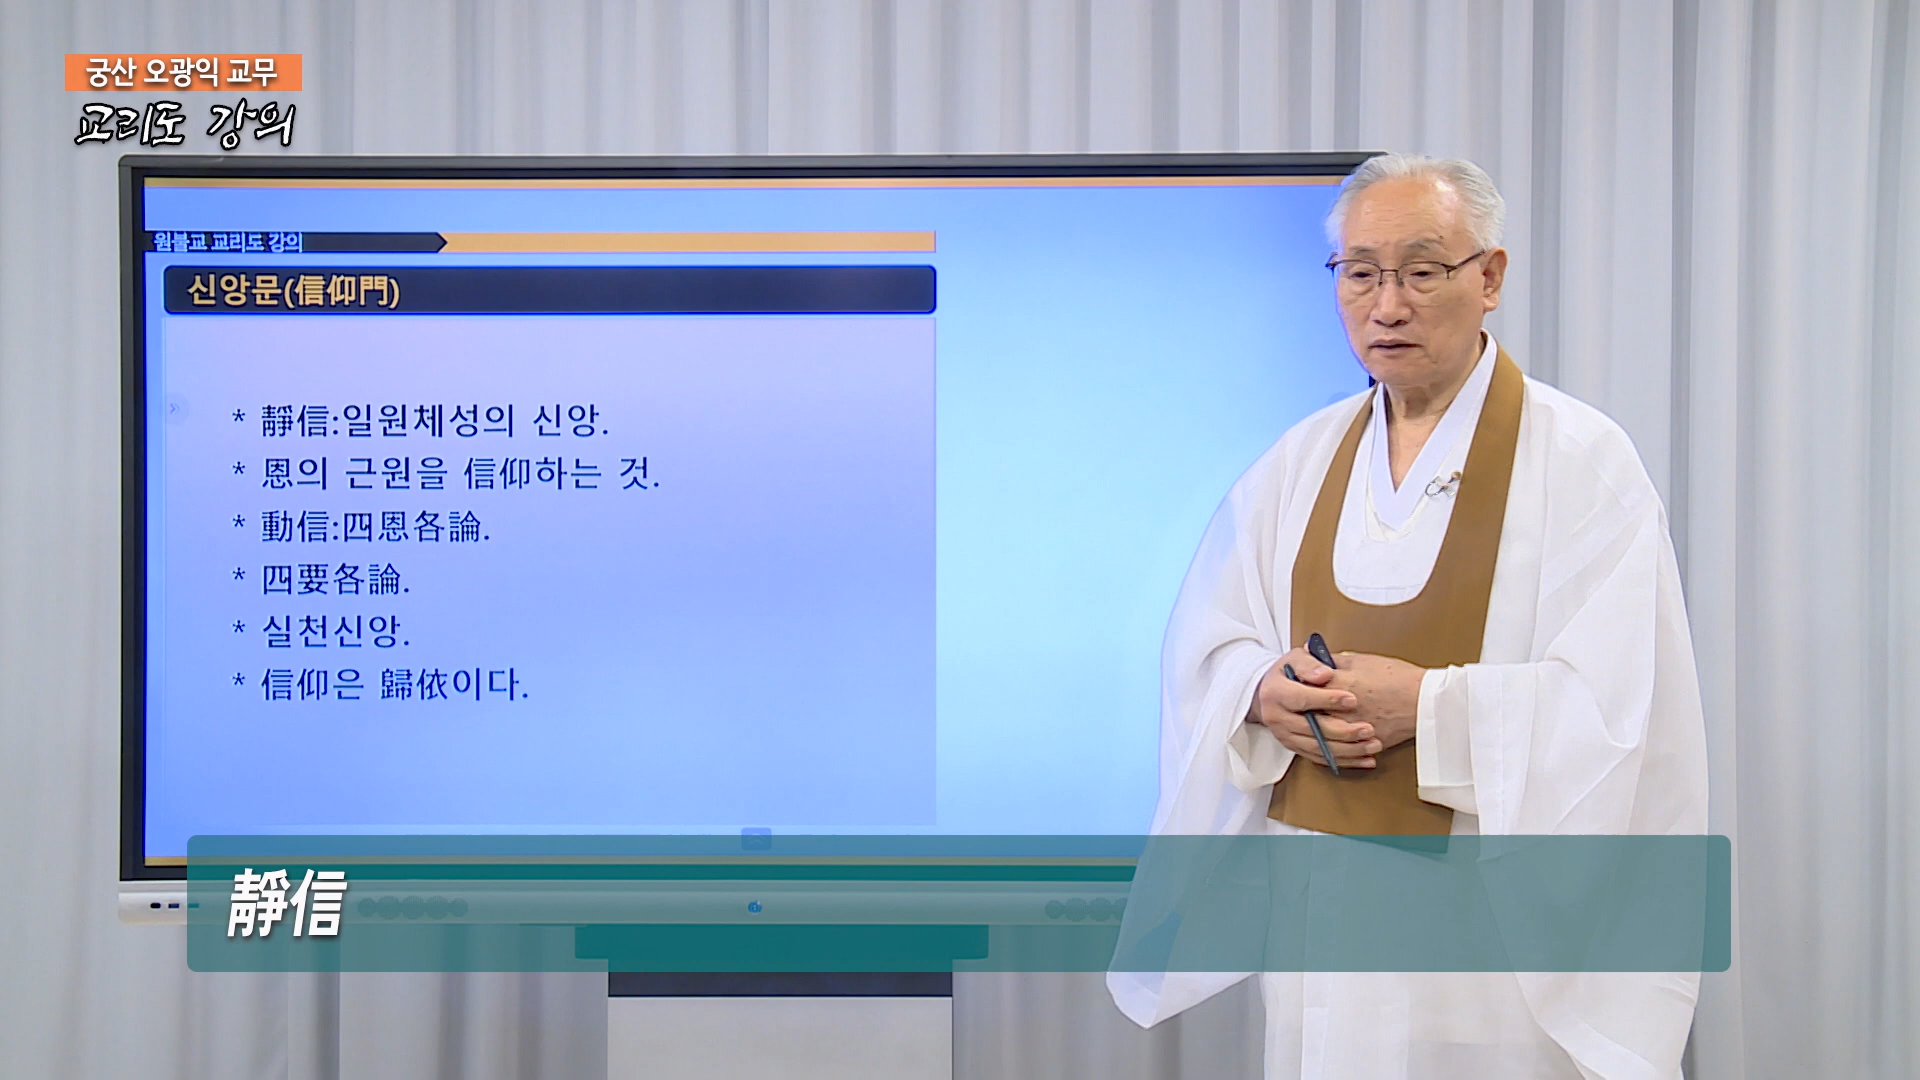 궁산 오광익 교무
교리도 강의
원불교 교리도 강의
신앙문(信仰門)
* 靜信:일원체성의 신앙.
* 恩의 근원을 信仰하는 것.
* 動信:四恩各論.
* 四要各論.
* 실천신앙.
* 信仰은 歸依이다.
靜信